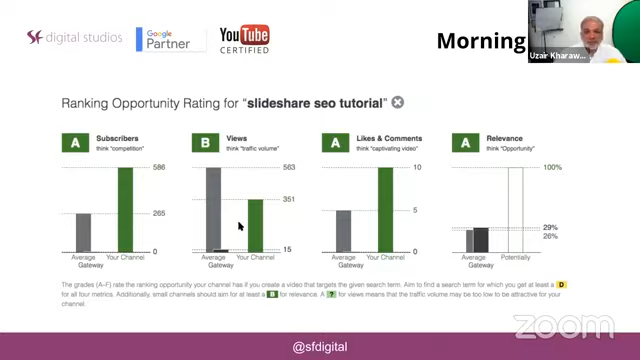 SF digital studios
Google Partner
YouTube CERTIFIED
Morning
Uzair Kharaw...
Ranking Opportunity Rating for "slideshare seo tutorial"
A Subscribers think "competition"
586
265
0
Average Gateway
Your Channel
B Views think "traffic volume"
563
351
15
Average Gateway
Your Channel
A Likes & Comments think "captivating video"
10
5
0
Average Gateway
Your Channel
A Relevance think "Opportunity"
100%
29%
26%
Average Gateway
Potentially
The grades (A-F) rate the ranking opportunity your channel has if you create a video that targets the given search term. Aim to find a search term for which you get at least a D
for all four metrics. Additionally, small channels should aim for at least a B for relevance. A ? for views means that the traffic volume may be too low to be attractive for your
channel.
@sfdigital
zoom